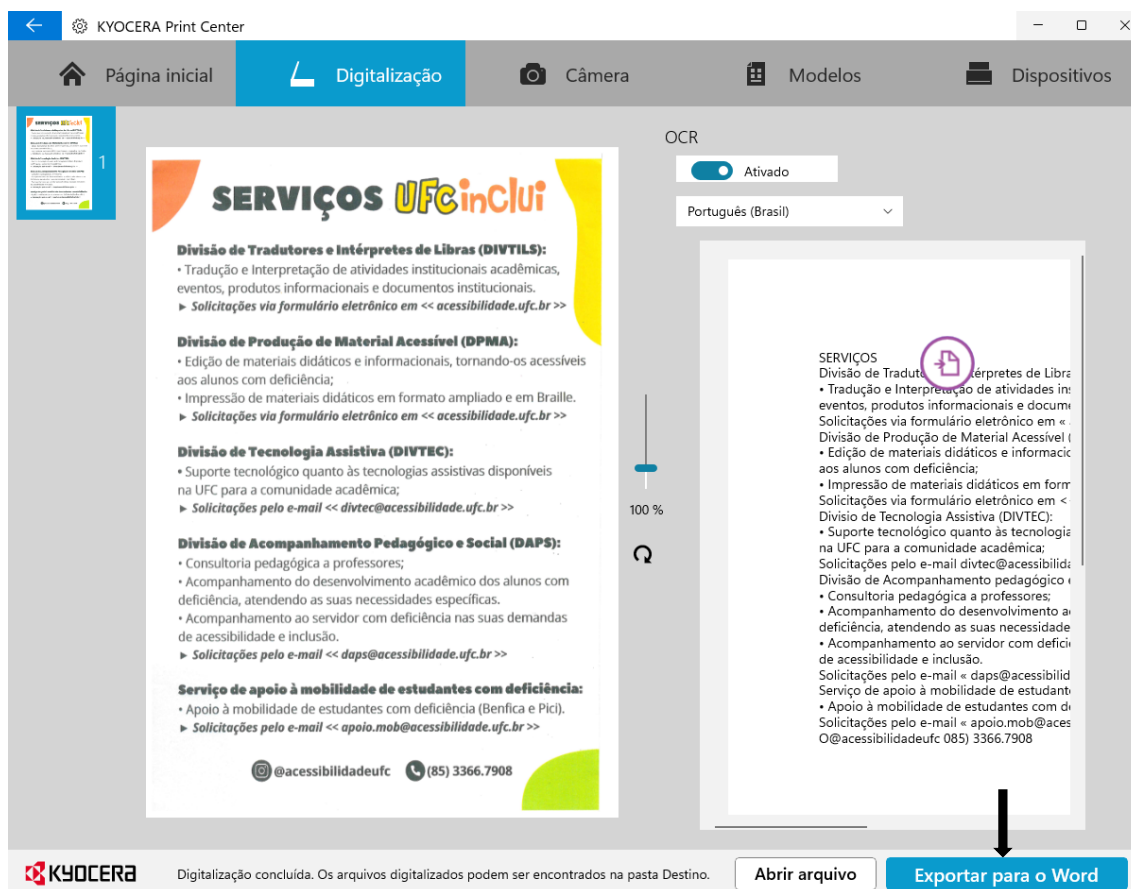 KYOCERA Print Center
Página inicial
Digitalização
Câmera
Modelos
Dispositivos
1
SERVIÇOS UFCinclui
Divisão de Tradutores e Intérpretes de Libras (DIVTILS):
• Tradução e Interpretação de atividades institucionais acadêmicas,
eventos, produtos informacionais e documentos institucionais.
► Solicitações via formulário eletrônico em << acessibilidade.ufc.br >>
Divisão de Produção de Material Acessível (DPMA):
• Edição de materiais didáticos e informacionais, tornando-os acessíveis
aos alunos com deficiência;
• Impressão de materiais didáticos em formato ampliado e em Braille.
► Solicitações via formulário eletrônico em << acessibilidade.ufc.br >>
Divisão de Tecnologia Assistiva (DIVTEC):
• Suporte tecnológico quanto às tecnologias assistivas disponíveis
na UFC para a comunidade acadêmica;
► Solicitações pelo e-mail << divtec@acessibilidade.ufc.br >>
Divisão de Acompanhamento Pedagógico e Social (DAPS):
• Consultoria pedagógica a professores;
• Acompanhamento do desenvolvimento acadêmico dos alunos com
deficiência, atendendo as suas necessidades específicas.
• Acompanhamento ao servidor com deficiência nas suas demandas
de acessibilidade e inclusão.
► Solicitações pelo e-mail << daps@acessibilidade.ufc.br >>
Serviço de apoio à mobilidade de estudantes com deficiência:
• Apoio à mobilidade de estudantes com deficiência (Benfica e Pici).
► Solicitações pelo e-mail << apoio.mob@acessibilidade.ufc.br >>
@acessibilidadeufc (85) 3366.7908
100 %
OCR
Ativado
Português (Brasil)
SERVIÇOS
Divisão de Tradut érpretes de Libra
• Tradução e Interpretação de atividades ins
eventos, produtos informacionais e docume
Solicitações via formulário eletrônico em «
Divisão de Produção de Material Acessível (
• Edição de materiais didáticos e informacio
aos alunos com deficiência;
• Impressão de materiais didáticos em form
Solicitações via formulário eletrônico em <
Divisio de Tecnologia Assistiva (DIVTEC):
• Suporte tecnológico quanto às tecnologia
na UFC para a comunidade acadêmica;
Solicitações pelo e-mail divtec@acessibilida
Divisão de Acompanhamento pedagógico e
• Consultoria pedagógica a professores;
• Acompanhamento do desenvolvimento a
deficiência, atendendo as suas necessidade
• Acompanhamento ao servidor com defici
de acessibilidade e inclusão.
Solicitações pelo e-mail « daps@acessibilid
Serviço de apoio à mobilidade de estudant
• Apoio à mobilidade de estudantes com d
Solicitações pelo e-mail « apoio.mob@aces
O@acessibilidadeufc 085) 3366.7908
KYOCERA
Digitalização concluída. Os arquivos digitalizados podem ser encontrados na pasta Destino.
Abrir arquivo
Exportar para o Word